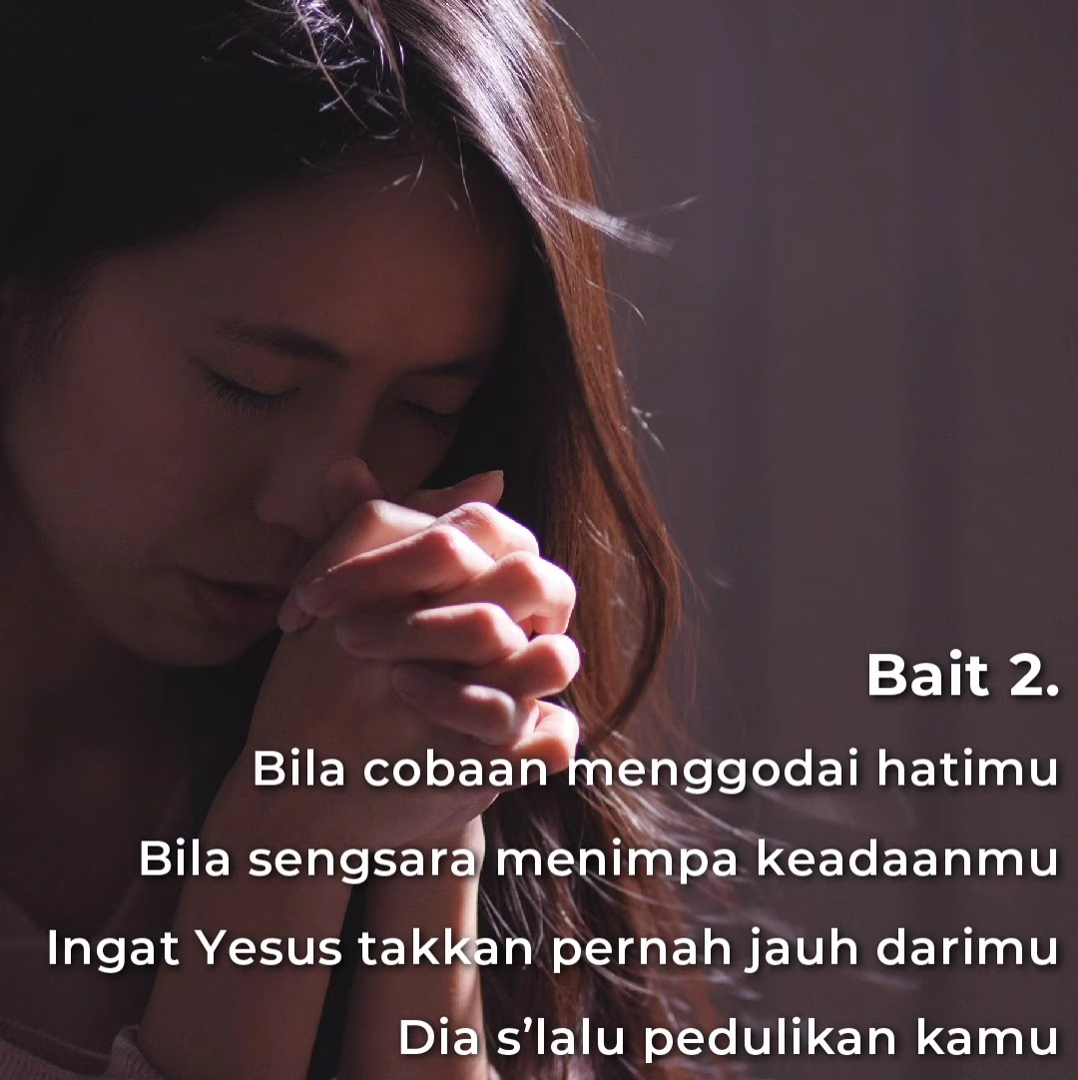 Bait 2.
Bila cobaan menggodai hatimu
Bila sengsara menimpa keadaanmu
Ingat Yesus takkan pernah jauh darimu
Dia s’lalu pedulikan kamu